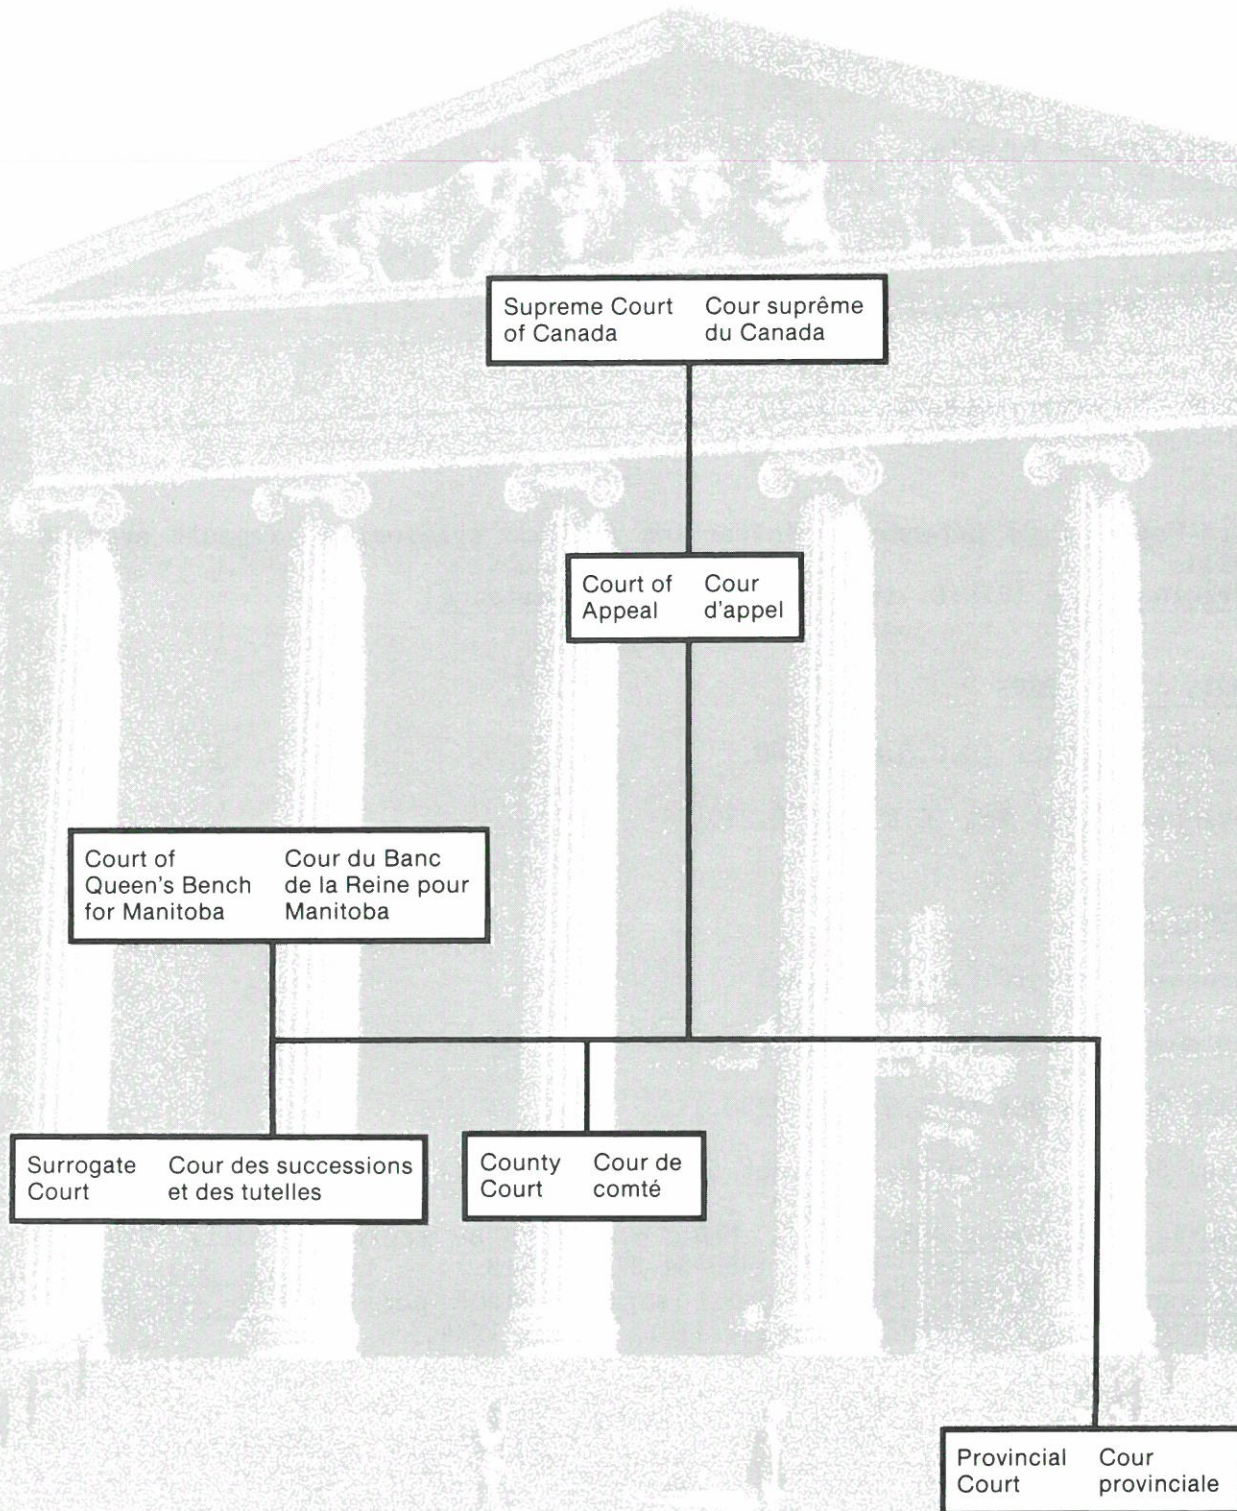 Supreme Court
of Canada
Cour suprême
du Canada
Court of
Appeal
Cour
d'appel
Court of
Queen's Bench
for Manitoba
Cour du Banc
de la Reine pour
Manitoba
Surrogate
Court
Cour des successions
et des tutelles
County
Court
Cour de
comté
Provincial
Court
Cour
provinciale